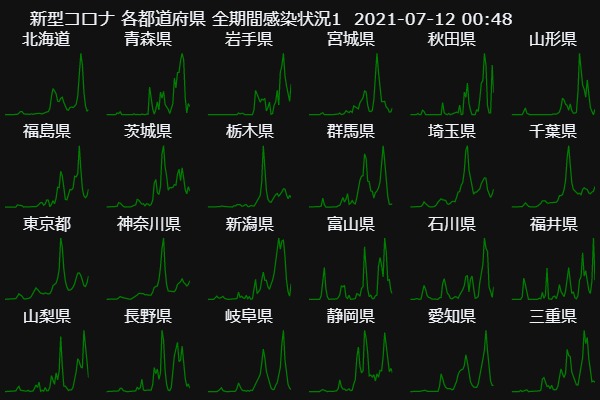 新型コロナ 各都道府県 全期間感染状況1 2021-07-12 00:48
北海道 青森県 岩手県 宮城県 秋田県 山形県
福島県 茨城県 栃木県 群馬県 埼玉県 千葉県
東京都 神奈川県 新潟県 富山県 石川県 福井県
山梨県 長野県 岐阜県 静岡県 愛知県 三重県